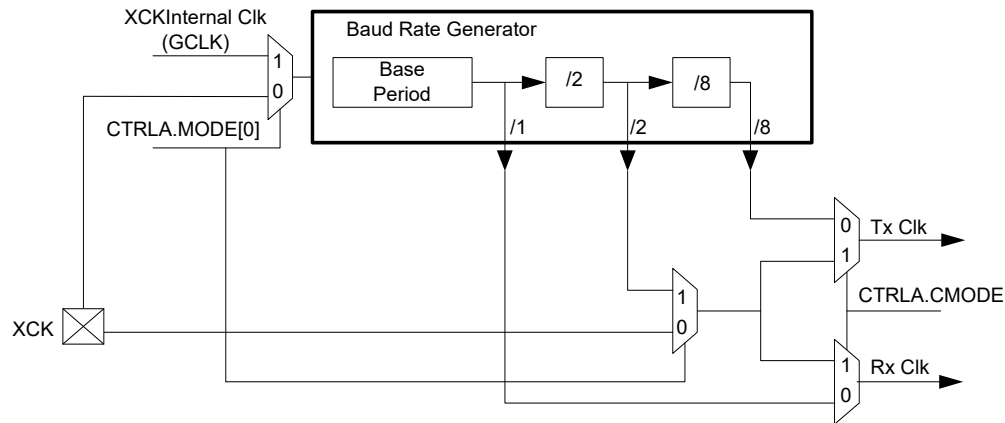 XCKInternal Clk
(GCLK)
Baud Rate Generator
1
0
Base
Period
/2
/8
CTRLA.MODE[0]
/1
/2
/8
0
Tx Clk
1
1
CTRLA.CMODE
XCK
0
1
Rx Clk
0